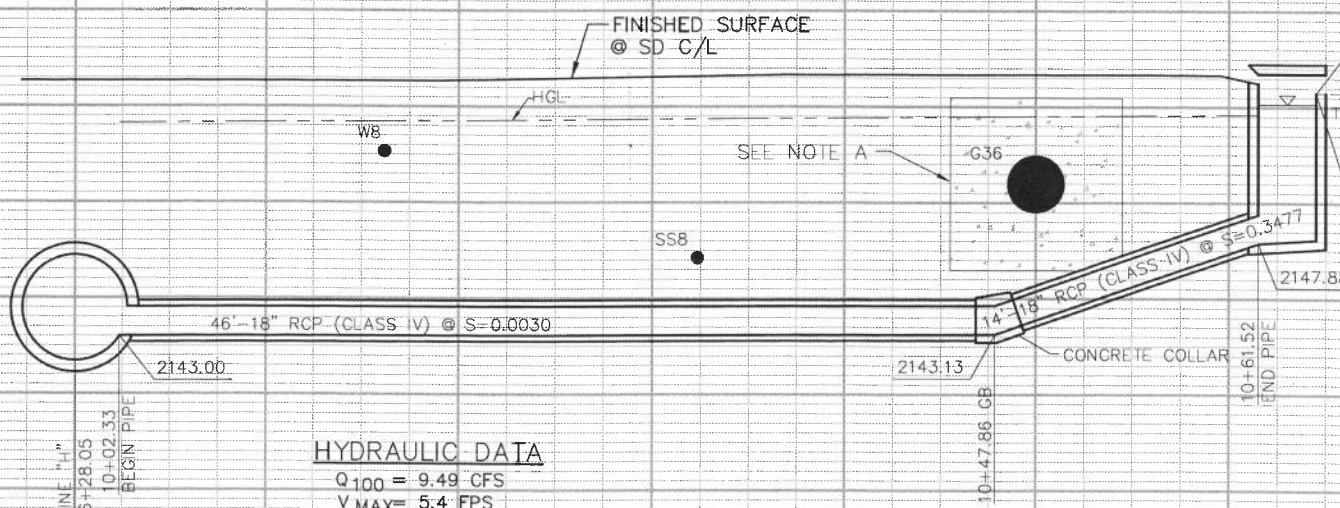 FINISHED SURFACE
@ SD C/L
HGL
W8
SEE NOTE A
G36
SS8
46'-18" RCP (CLASS IV) @ S=0.0030
14'-18" RCP (CLASS IV) @ S=0.3477
2143.00
2143.13
CONCRETE COLLAR
10+02.33
BEGIN PIPE
10+47.86 GB
10+61.52
END PIPE
HYDRAULIC DATA
Q100 = 9.49 CFS
V MAX= 5.4 FPS